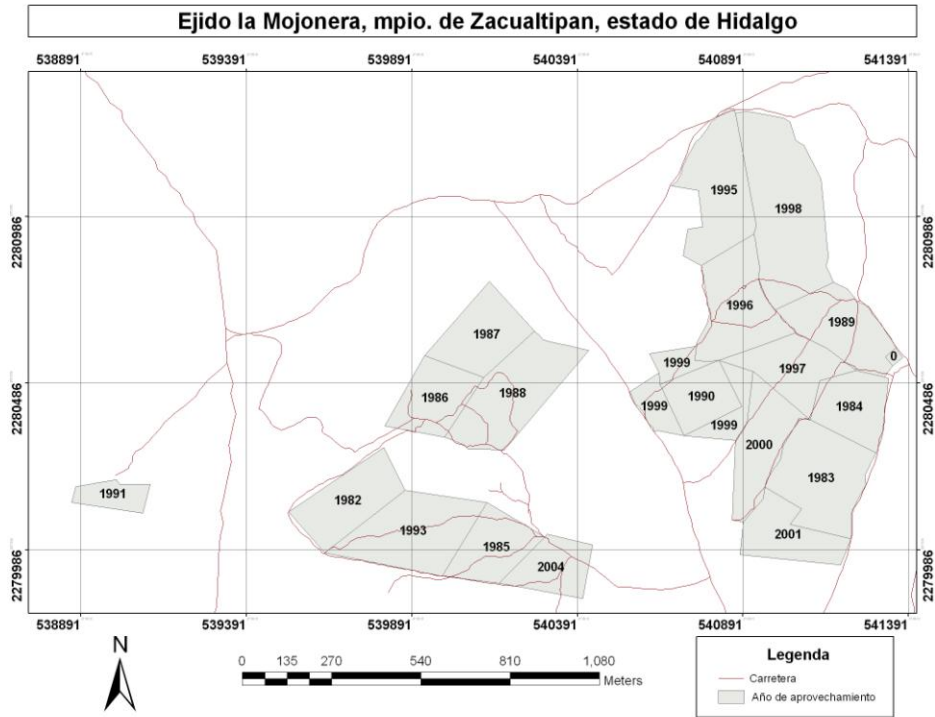 Ejido la Mojonera, mpio. de Zacualtipan, estado de Hidalgo
538891 539391 539891 540391 540891 541391
1995
1998
2280986 2280986
1996
1989
1987
0
1999
1997
2280486 2280486
1986
1988
1990
1999
1984
1999
2000
1983
1991
1982
1993
2001
1985
2004
2279986 2279986
538891 539391 539891 540391 540891 541391
N
0 135 270 540 810 1,080
Meters
Legenda
Carretera
Año de aprovechamiento